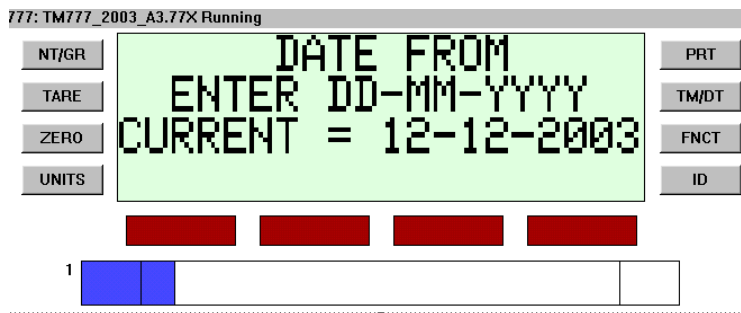 777: TM777_2003_A3.77X Running
NT/GR
TARE
ZERO
UNITS
DATE FROM
ENTER DD-MM-YYYY
CURRENT = 12-12-2003
PRT
TM/DT
FNCT
ID
1